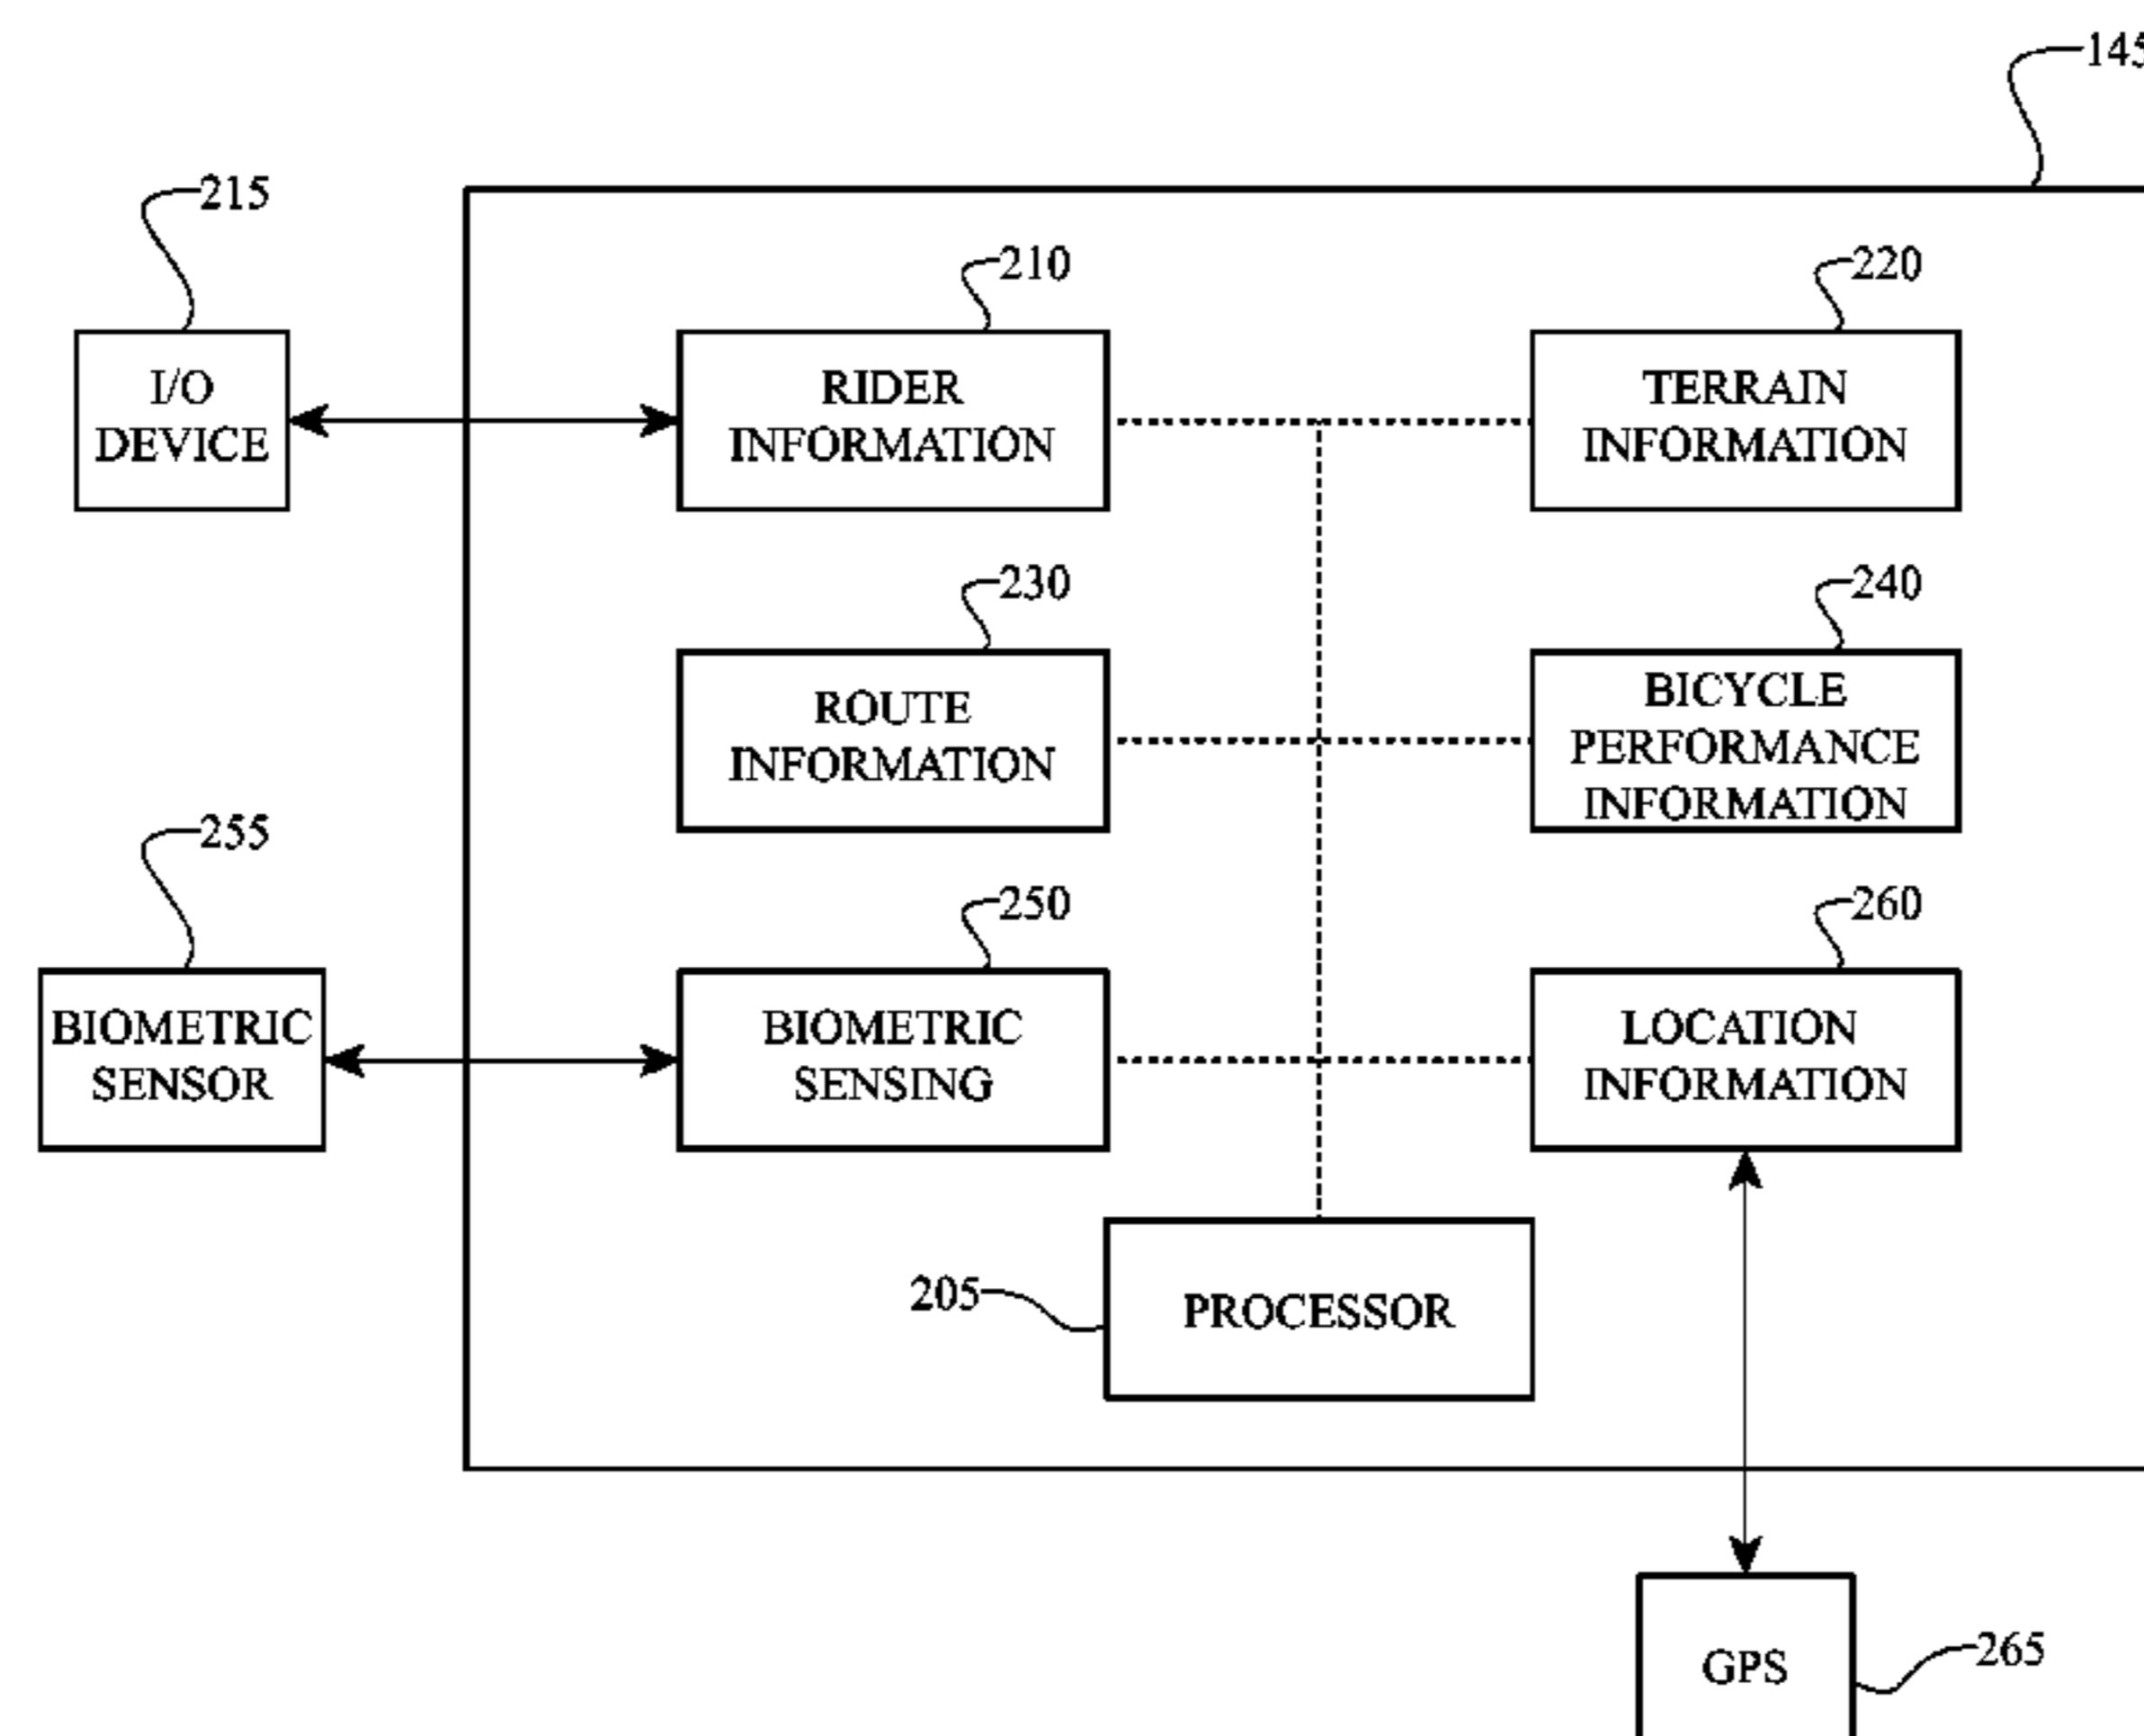 145
215
210
220
I/O
DEVICE
RIDER
INFORMATION
TERRAIN
INFORMATION
230
240
ROUTE
INFORMATION
BICYCLE
PERFORMANCE
INFORMATION
255
250
260
BIOMETRIC
SENSOR
BIOMETRIC
SENSING
LOCATION
INFORMATION
205
PROCESSOR
GPS
265